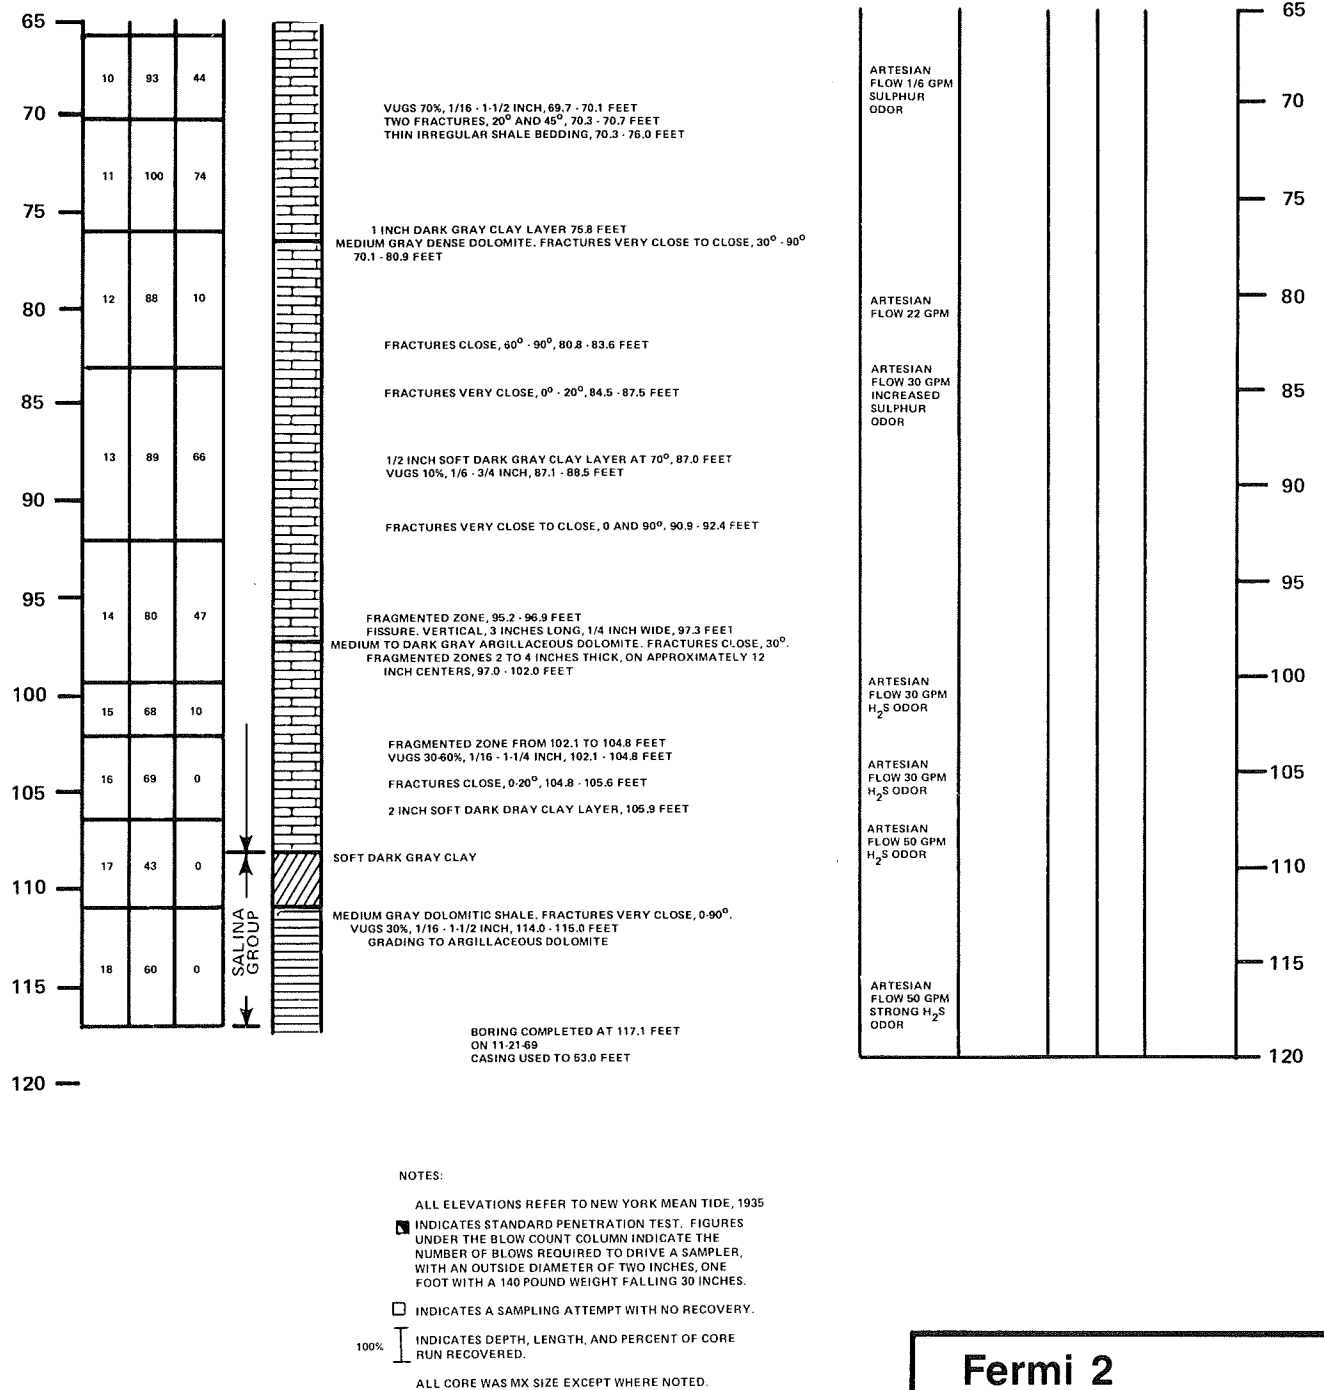 65
70
75
80
85
90
95
100
105
110
115
120
10 93 44
11 100 74
12 88 10
13 89 66
14 80 47
15 68 10
16 69 0
17 43 0
18 60 0
SALINA
GROUP
VUGS 70%, 1/16 - 1-1/2 INCH, 69.7 - 70.1 FEET
TWO FRACTURES, 20° AND 45°, 70.3 - 70.7 FEET
THIN IRREGULAR SHALE BEDDING, 70.3 - 76.0 FEET
1 INCH DARK GRAY CLAY LAYER 75.8 FEET
MEDIUM GRAY DENSE DOLOMITE. FRACTURES VERY CLOSE TO CLOSE, 30° - 90°
70.1 - 80.9 FEET
FRACTURES CLOSE, 60° - 90°, 80.8 - 83.6 FEET
FRACTURES VERY CLOSE, 0° - 20°, 84.5 - 87.5 FEET
1/2 INCH SOFT DARK GRAY CLAY LAYER AT 70°, 87.0 FEET
VUGS 10%, 1/6 - 3/4 INCH, 87.1 - 88.5 FEET
FRACTURES VERY CLOSE TO CLOSE, 0 AND 90°, 90.9 - 92.4 FEET
FRAGMENTED ZONE, 95.2 - 96.9 FEET
FISSURE. VERTICAL, 3 INCHES LONG, 1/4 INCH WIDE, 97.3 FEET
MEDIUM TO DARK GRAY ARGILLACEOUS DOLOMITE. FRACTURES CLOSE, 30°.
FRAGMENTED ZONES 2 TO 4 INCHES THICK, ON APPROXIMATELY 12
INCH CENTERS, 97.0 - 102.0 FEET
FRAGMENTED ZONE FROM 102.1 TO 104.8 FEET
VUGS 30-60%, 1/16 - 1-1/4 INCH, 102.1 - 104.8 FEET
FRACTURES CLOSE, 0-20°, 104.8 - 105.6 FEET
2 INCH SOFT DARK DRAY CLAY LAYER, 105.9 FEET
SOFT DARK GRAY CLAY
MEDIUM GRAY DOLOMITIC SHALE. FRACTURES VERY CLOSE, 0-90°.
VUGS 30%, 1/16 - 1-1/2 INCH, 114.0 - 115.0 FEET
GRADING TO ARGILLACEOUS DOLOMITE
BORING COMPLETED AT 117.1 FEET
ON 11-21-69
CASING USED TO 53.0 FEET
ARTESIAN
FLOW 1/6 GPM
SULPHUR
ODOR
ARTESIAN
FLOW 22 GPM
ARTESIAN
FLOW 30 GPM
INCREASED
SULPHUR
ODOR
ARTESIAN
FLOW 30 GPM
H2S ODOR
ARTESIAN
FLOW 30 GPM
H2S ODOR
ARTESIAN
FLOW 50 GPM
H2S ODOR
ARTESIAN
FLOW 50 GPM
STRONG H2S
ODOR
65
70
75
80
85
90
95
100
105
110
115
120
NOTES:
ALL ELEVATIONS REFER TO NEW YORK MEAN TIDE, 1935
INDICATES STANDARD PENETRATION TEST. FIGURES
UNDER THE BLOW COUNT COLUMN INDICATE THE
NUMBER OF BLOWS REQUIRED TO DRIVE A SAMPLER,
WITH AN OUTSIDE DIAMETER OF TWO INCHES, ONE
FOOT WITH A 140 POUND WEIGHT FALLING 30 INCHES.
INDICATES A SAMPLING ATTEMPT WITH NO RECOVERY.
100% INDICATES DEPTH, LENGTH, AND PERCENT OF CORE
RUN RECOVERED.
ALL CORE WAS MX SIZE EXCEPT WHERE NOTED.
Fermi 2